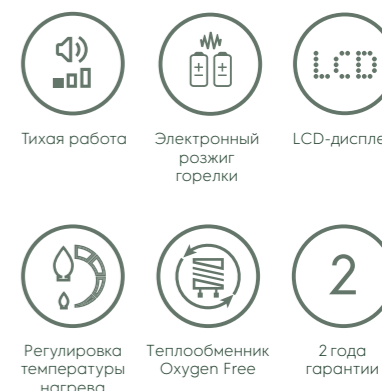 LCD
Тихая работа
Электронный
розжиг
горелки
LCD-диспле
2
Регулировка
температуры
нагрева
Теплообменник
Oxygen Free
2 года
гарантии